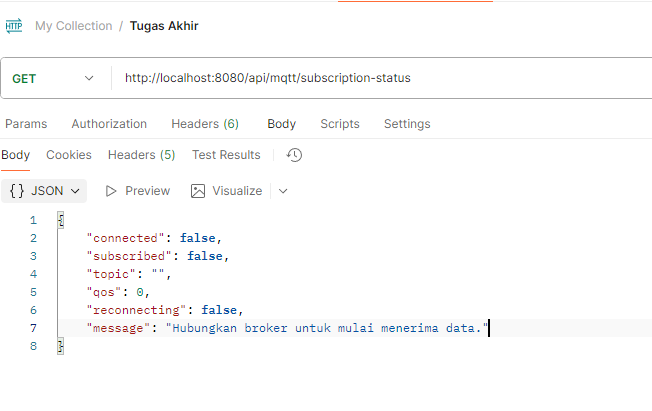 HTTP My Collection / Tugas Akhir
GET http://localhost:8080/api/mqtt/subscription-status
Params Authorization Headers (6) Body Scripts Settings
Body Cookies Headers (5) Test Results
{} JSON Preview Visualize
1 {
2 "connected": false,
3 "subscribed": false,
4 "topic": "",
5 "qos": 0,
6 "reconnecting": false,
7 "message": "Hubungkan broker untuk mulai menerima data."
8 }